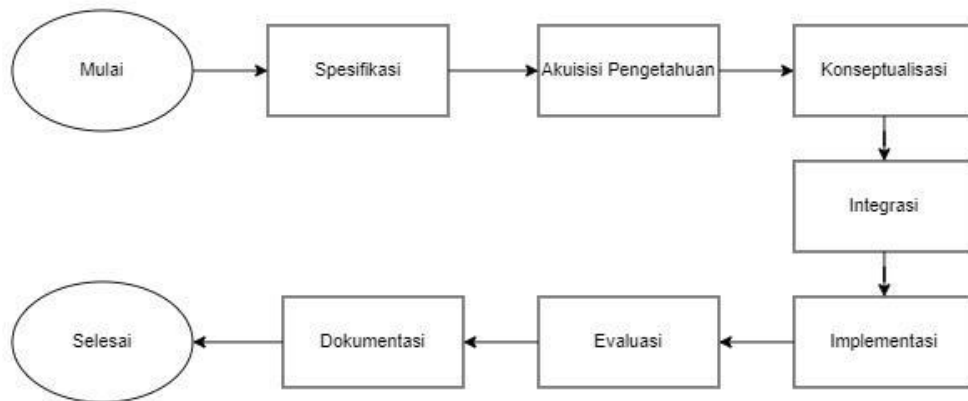 Mulai
Spesifikasi
Akuisisi Pengetahuan
Konseptualisasi
Integrasi
Implementasi
Evaluasi
Dokumentasi
Selesai